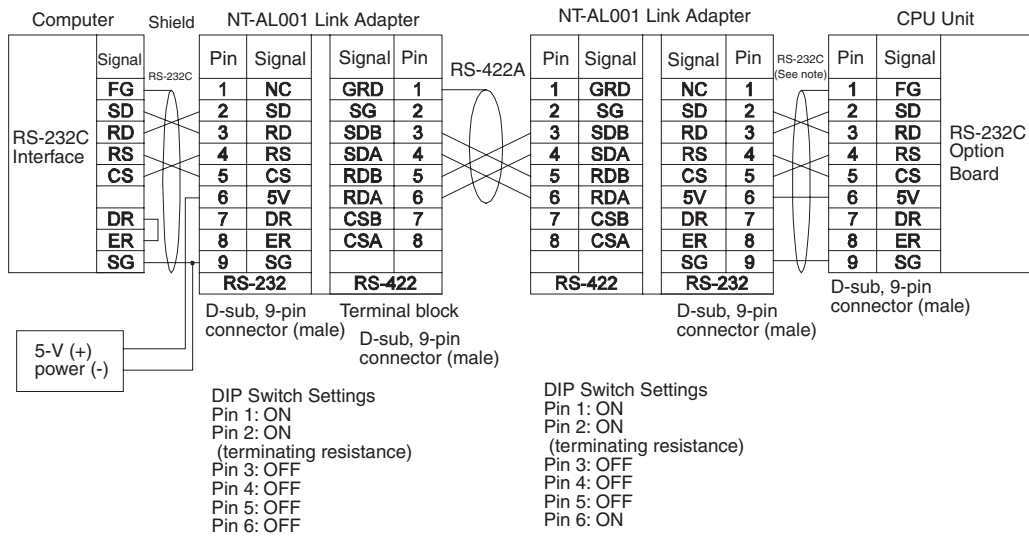 Computer Shield NT-AL001 Link Adapter NT-AL001 Link Adapter CPU Unit
Signal Pin Signal Signal Pin Pin Signal Signal Pin Pin Signal
RS-232C RS-422A RS-232C
(See note)
FG 1 NC GRD 1 1 GRD NC 1 1 FG
SD 2 SD SG 2 2 SG SD 2 2 SD
RD 3 RD SDB 3 3 SDB RD 3 3 RD
RS 4 RS SDA 4 4 SDA RS 4 4 RS
CS 5 CS RDB 5 5 RDB CS 5 5 CS
6 5V RDA 6 6 RDA 5V 6 6 5V
DR 7 DR CSB 7 7 CSB DR 7 7 DR
ER 8 ER CSA 8 8 CSA ER 8 8 ER
SG 9 SG SG 9 9 SG
RS-232C
Interface
RS-232C
Option
Board
RS-232 RS-422 RS-422 RS-232
D-sub, 9-pin
connector (male)
Terminal block
D-sub, 9-pin
connector (male)
D-sub, 9-pin
connector (male)
D-sub, 9-pin
connector (male)
5-V (+)
power (-)
DIP Switch Settings
Pin 1: ON
Pin 2: ON
(terminating resistance)
Pin 3: OFF
Pin 4: OFF
Pin 5: OFF
Pin 6: OFF
DIP Switch Settings
Pin 1: ON
Pin 2: ON
(terminating resistance)
Pin 3: OFF
Pin 4: OFF
Pin 5: OFF
Pin 6: ON